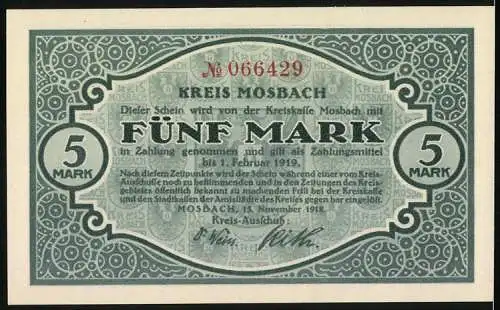 № 066429
KREIS MOSBACH
Dieser Schein wird von der Kreiskasse Mosbach mit
FÜNF MARK
in Zahlung genommen und gilt als Zahlungsmittel
bis 1. Februar 1919.
Nach diesem Zeitpunkte wird der Schein während einer vom Kreis-
Ausschuß noch zu bestimmenden und in den Zeitungen des Kreis-
gebietes öffentlich bekannt zu machenden Frist bei der Kreiskasse
und den Stadtkassen der Amtsstädte des Kreises gegen bar eingelöst.
MOSBACH, 15. November 1918.
Kreis-Ausschuß:
5
MARK
5
MARK